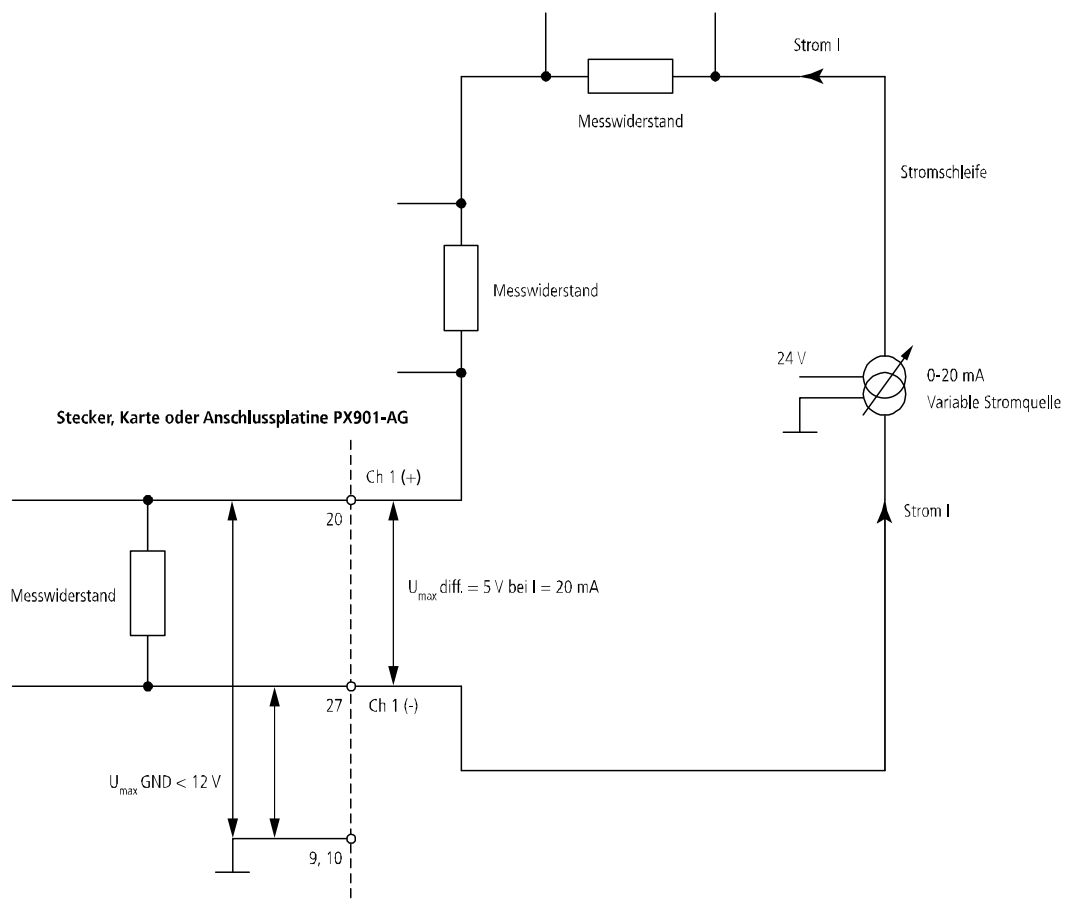 Strom I
Messwiderstand
Stromschleife
Messwiderstand
24 V
0-20 mA
Variable Stromquelle
Stecker, Karte oder Anschlussplatine PX901-AG
Ch 1 (+)
20
Strom I
Messwiderstand
Umax diff. = 5 V bei I = 20 mA
27
Ch 1 (-)
Umax GND < 12 V
9, 10